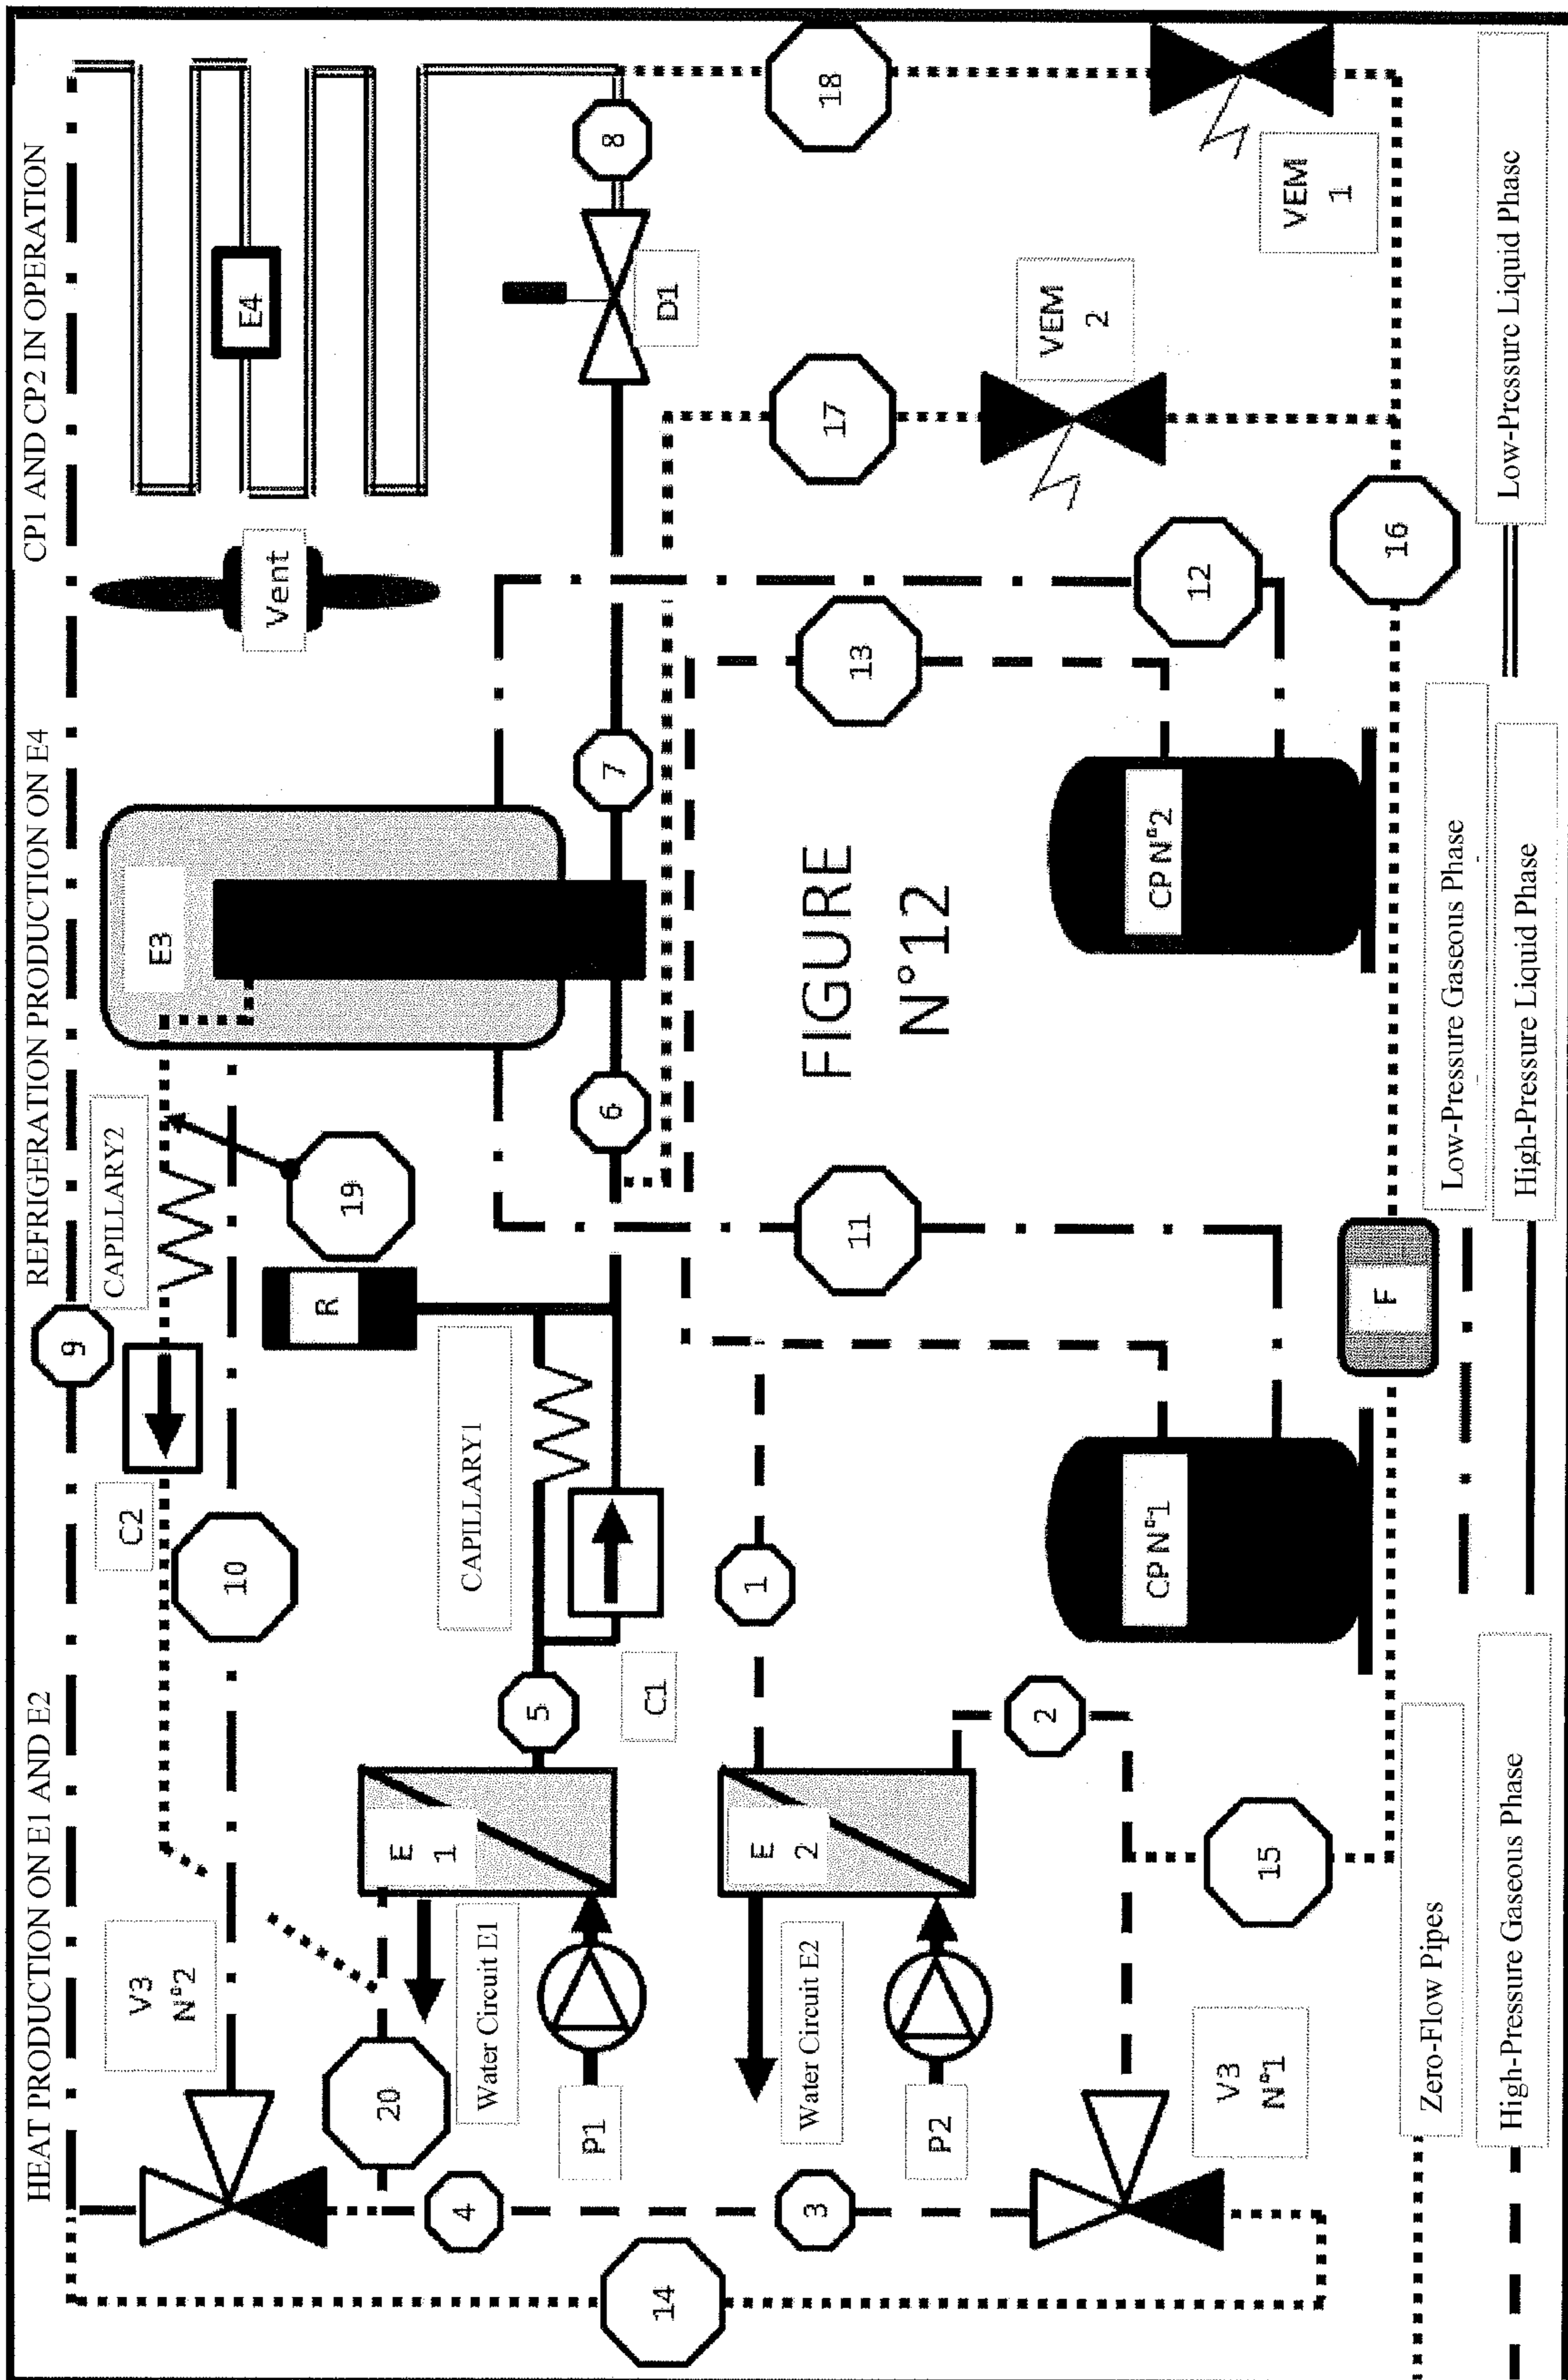 HEAT PRODUCTION ON E1 AND E2
REFRIGERATION PRODUCTION ON E4
CP1 AND CP2 IN OPERATION
9
V3
N°2
C2
CAPILLARY2
E3
Vent
E4
10
19
20
R
E
1
Water Circuit E1
P1
5
CAPILLARY1
C1
6
7
D1
8
4
3
14
1
E
2
Water Circuit E2
P2
2
11
13
17
18
FIGURE
N°12
VEM
2
VEM
1
12
V3
N°1
15
CP N°1
CP N°2
F
16
Zero-Flow Pipes
Low-Pressure Gaseous Phase
Low-Pressure Liquid Phase
High-Pressure Gaseous Phase
High-Pressure Liquid Phase